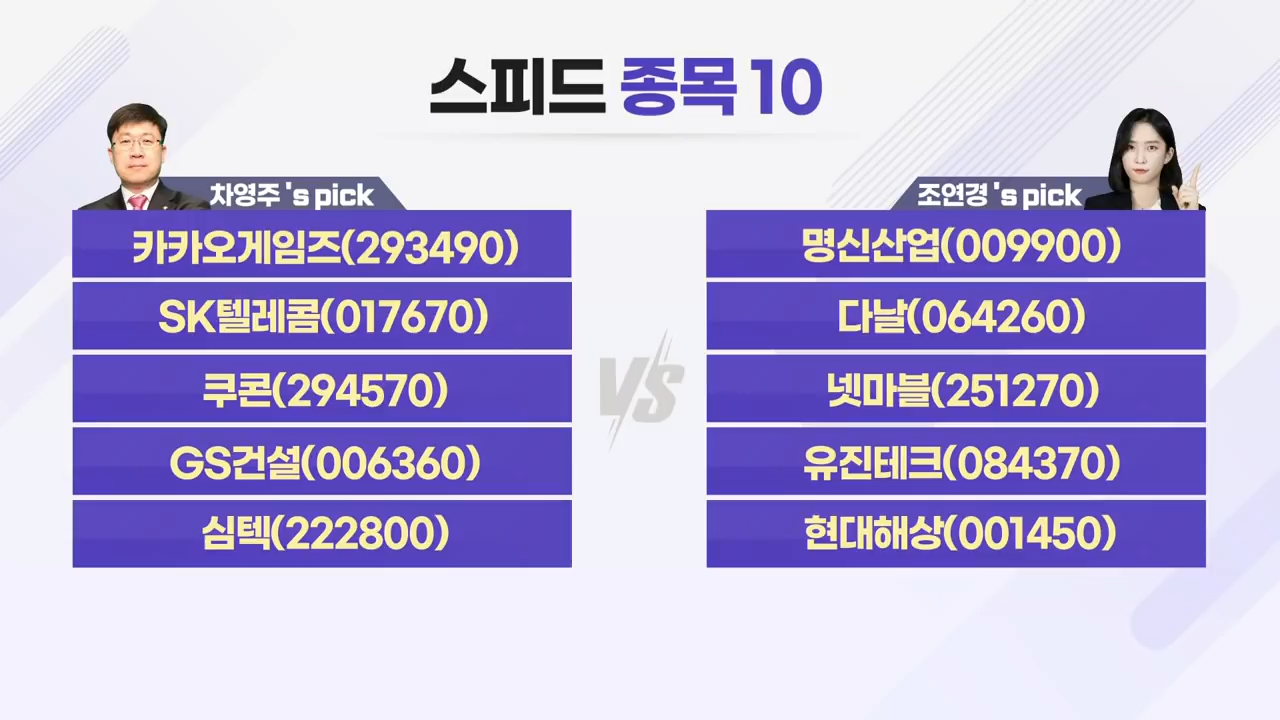 스피드 종목 10
차영주 's pick
카카오게임즈(293490)
SK텔레콤(017670)
쿠콘(294570)
GS건설(006360)
심텍(222800)
VS
조연경 's pick
명신산업(009900)
다날(064260)
넷마블(251270)
유진테크(084370)
현대해상(001450)